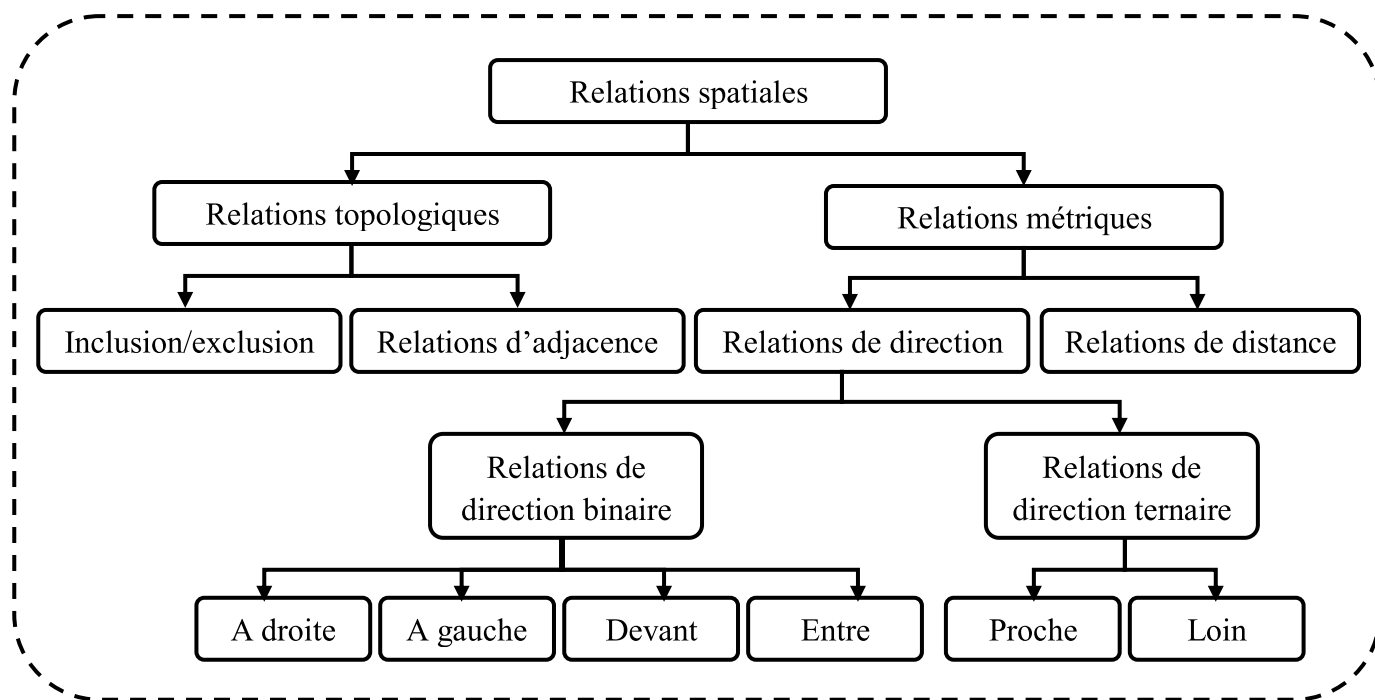 Relations spatiales
Relations topologiques
Relations métriques
Inclusion/exclusion
Relations d’adjacence
Relations de direction
Relations de distance
Relations de
direction binaire
Relations de
direction ternaire
A droite
A gauche
Devant
Entre
Proche
Loin